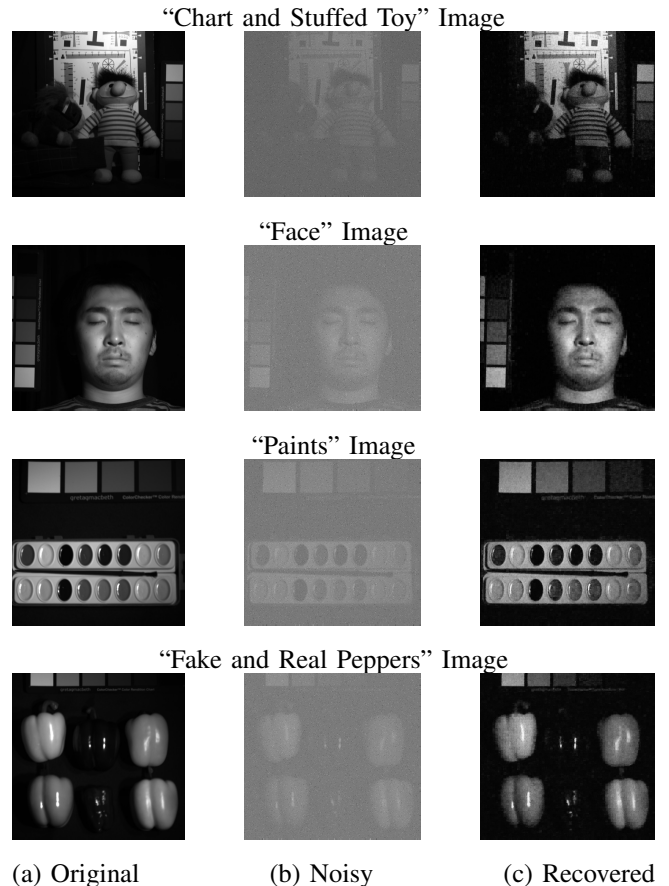 “Chart and Stuffed Toy” Image
“Face” Image
“Paints” Image
“Fake and Real Peppers” Image
(a) Original
(b) Noisy
(c) Recovered